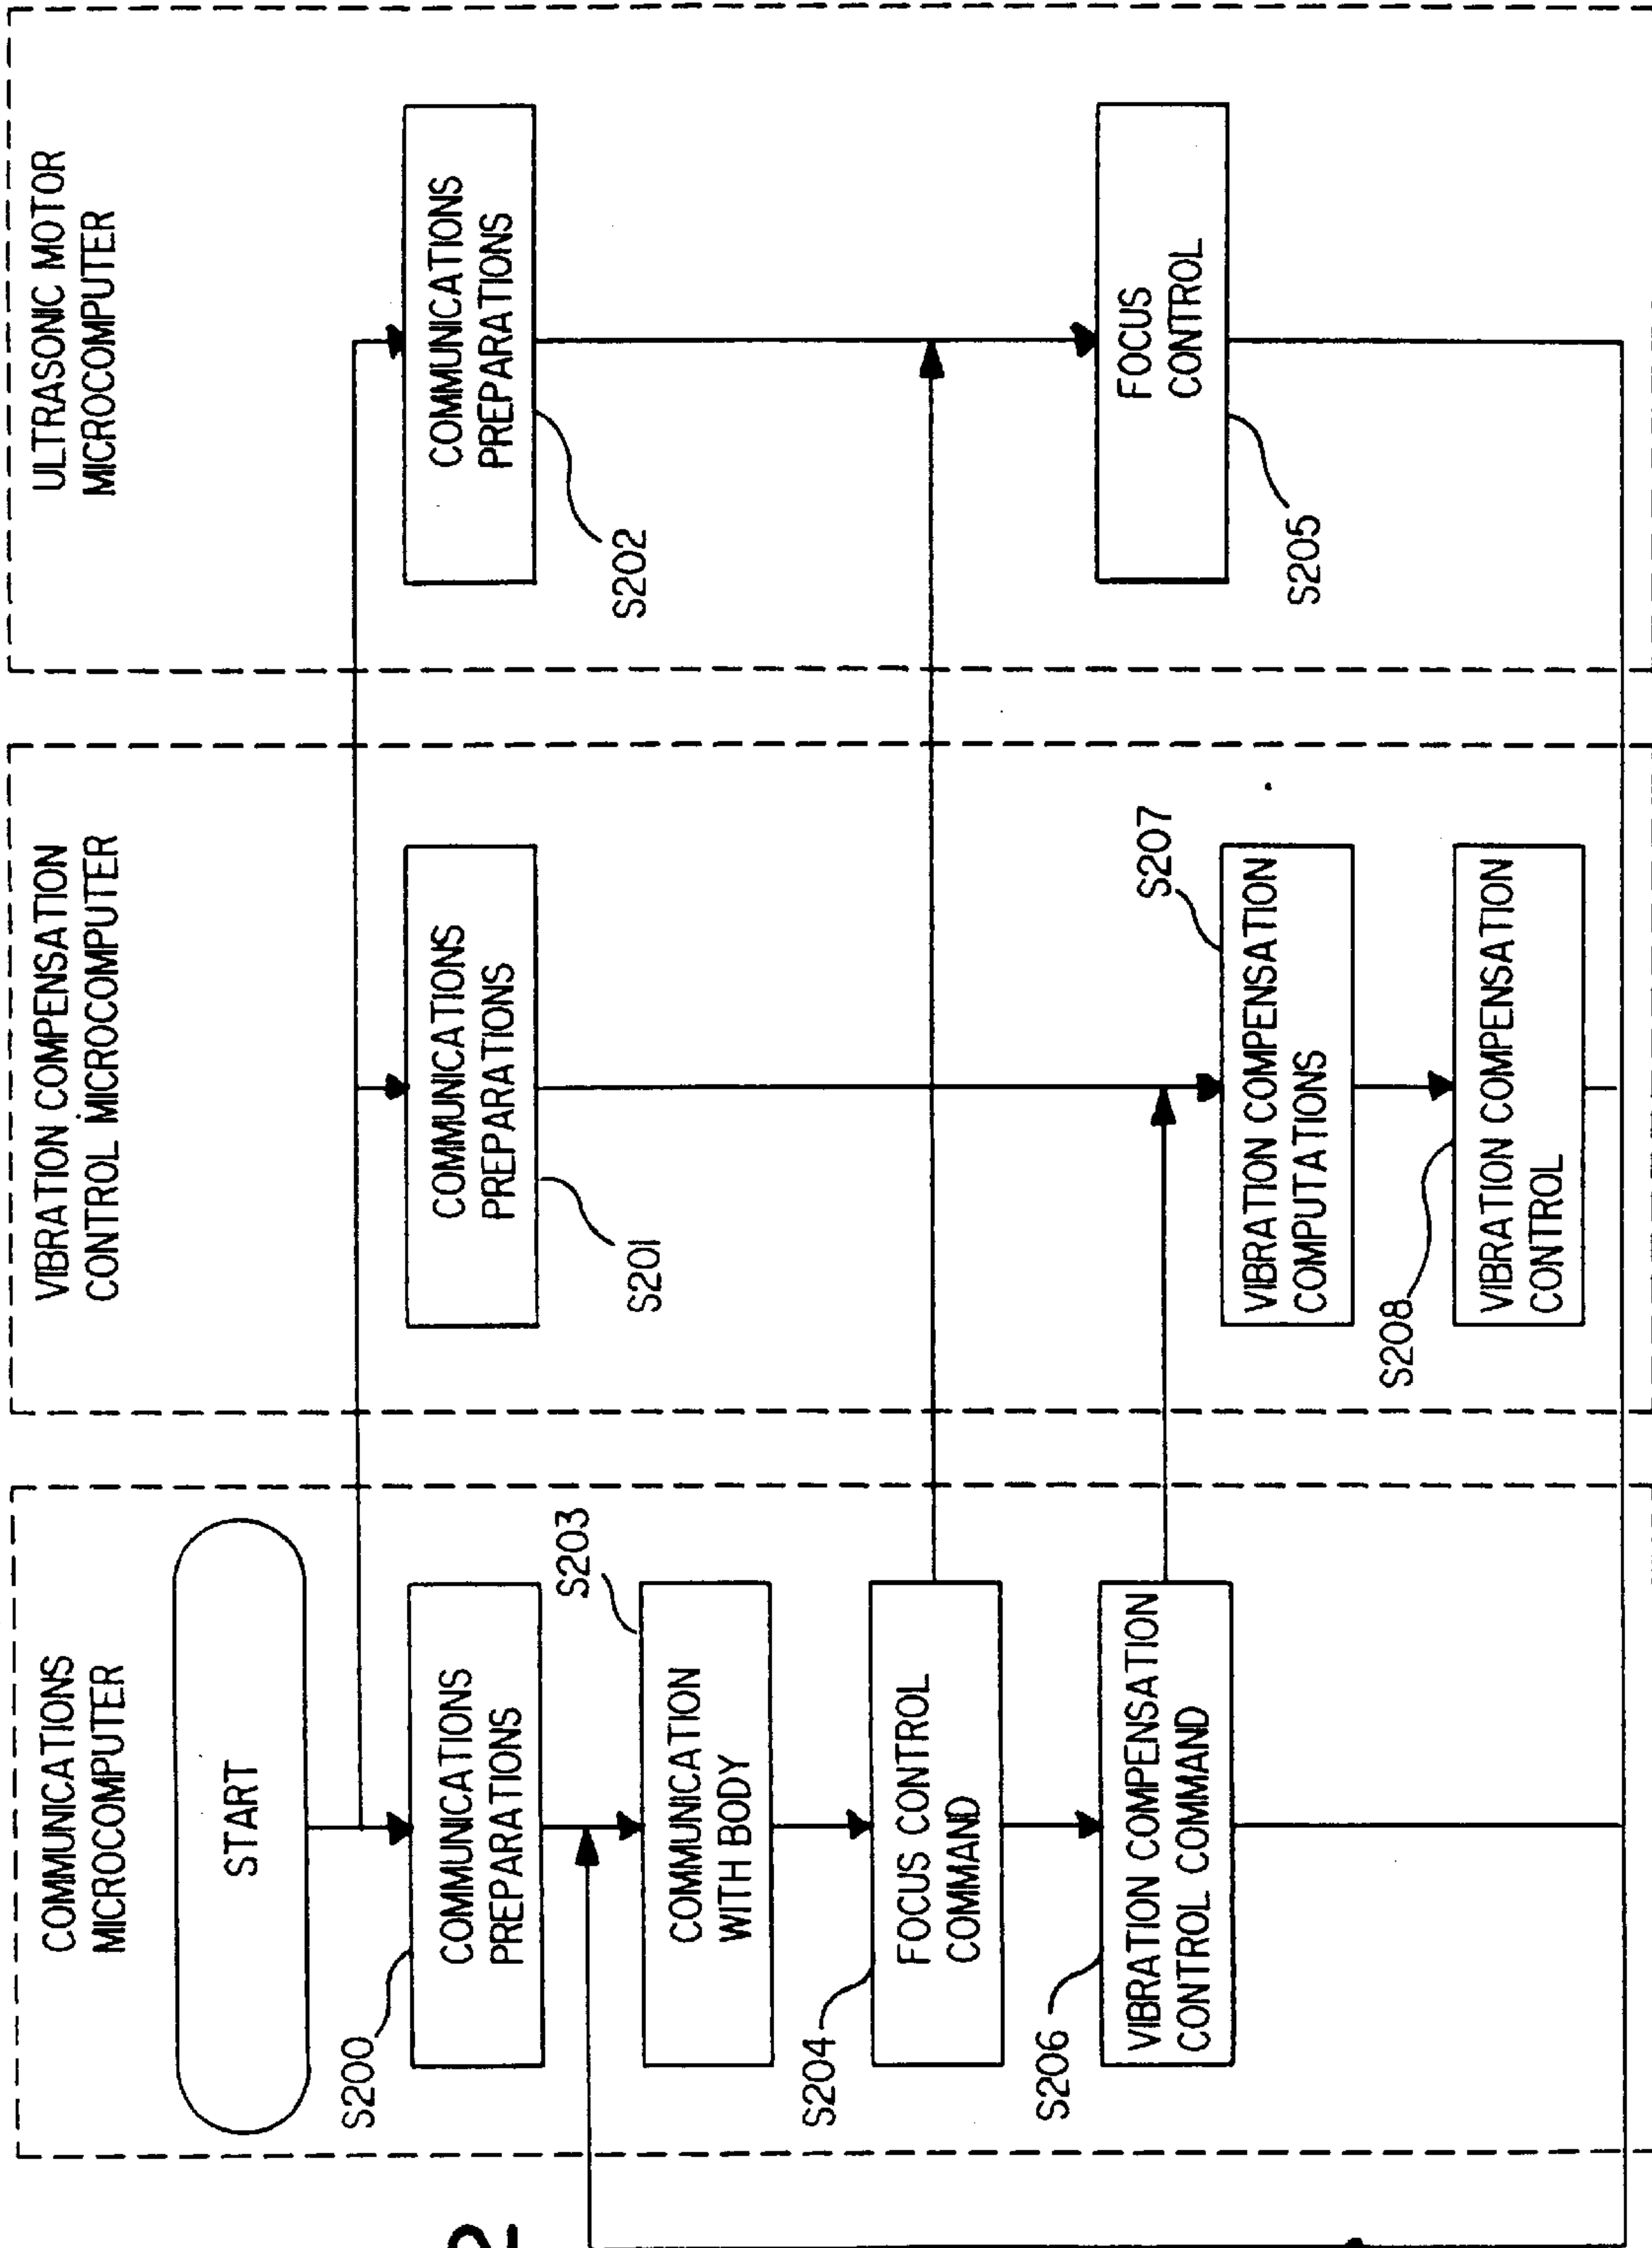 COMMUNICATIONS
MICROCOMPUTER
START
S200
COMMUNICATIONS
PREPARATIONS
S203
COMMUNICATION
WITH BODY
S204
FOCUS CONTROL
COMMAND
S206
VIBRATION COMPENSATION
CONTROL COMMAND
VIBRATION COMPENSATION
CONTROL MICROCOMPUTER
COMMUNICATIONS
PREPARATIONS
S201
S207
VIBRATION COMPENSATION
COMPUTATIONS
S208
VIBRATION COMPENSATION
CONTROL
ULTRASONIC MOTOR
MICROCOMPUTER
COMMUNICATIONS
PREPARATIONS
S202
FOCUS
CONTROL
S205
2